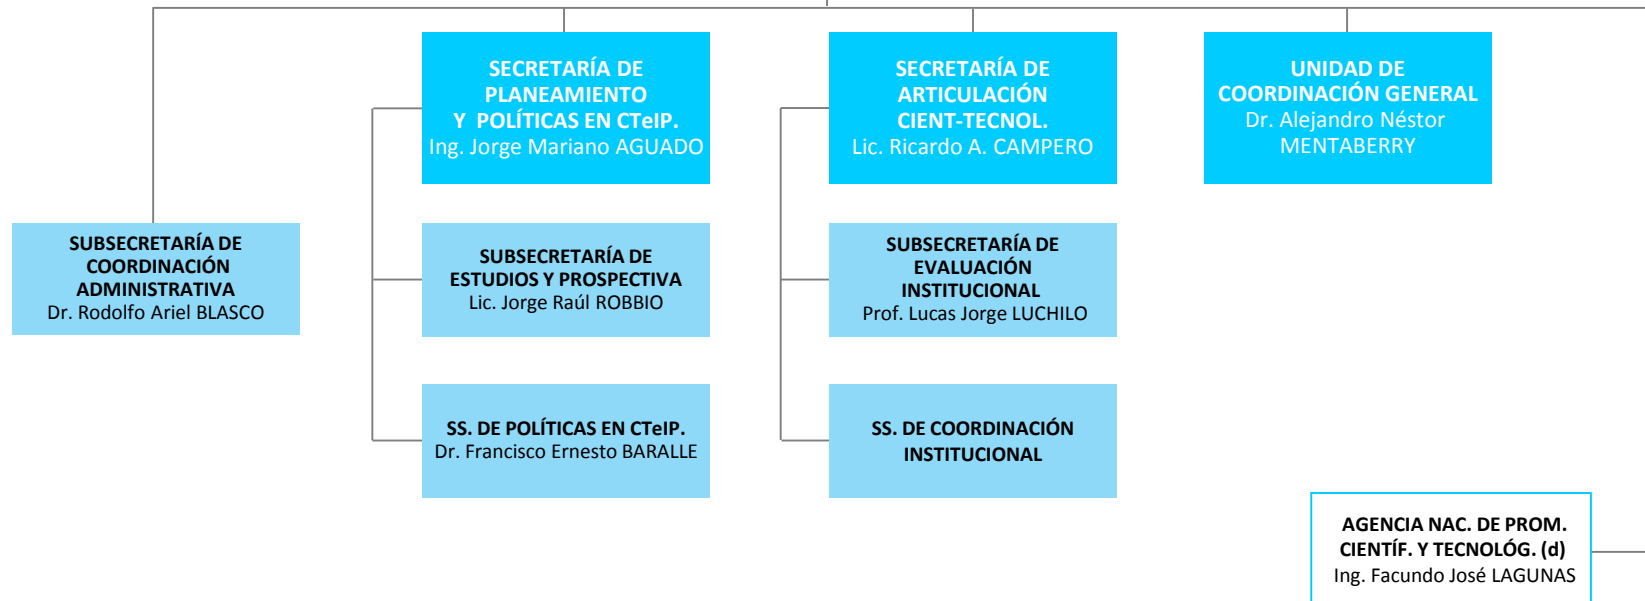 SECRETARÍA DE
PLANEAMIENTO
Y POLÍTICAS EN CTeIP.
Ing. Jorge Mariano AGUADO
SECRETARÍA DE
ARTICULACIÓN
CIENT-TECNOL.
Lic. Ricardo A. CAMPERO
UNIDAD DE
COORDINACIÓN GENERAL
Dr. Alejandro Néstor
MENTABERRY
SUBSECRETARÍA DE
COORDINACIÓN
ADMINISTRATIVA
Dr. Rodolfo Ariel BLASCO
SUBSECRETARÍA DE
ESTUDIOS Y PROSPECTIVA
Lic. Jorge Raúl ROBBIO
SUBSECRETARÍA DE
EVALUACIÓN
INSTITUCIONAL
Prof. Lucas Jorge LUCHILO
SS. DE POLÍTICAS EN CTeIP.
Dr. Francisco Ernesto BARALLE
SS. DE COORDINACIÓN
INSTITUCIONAL
AGENCIA NAC. DE PROM.
CIENTÍF. Y TECNOLÓG. (d)
Ing. Facundo José LAGUNAS